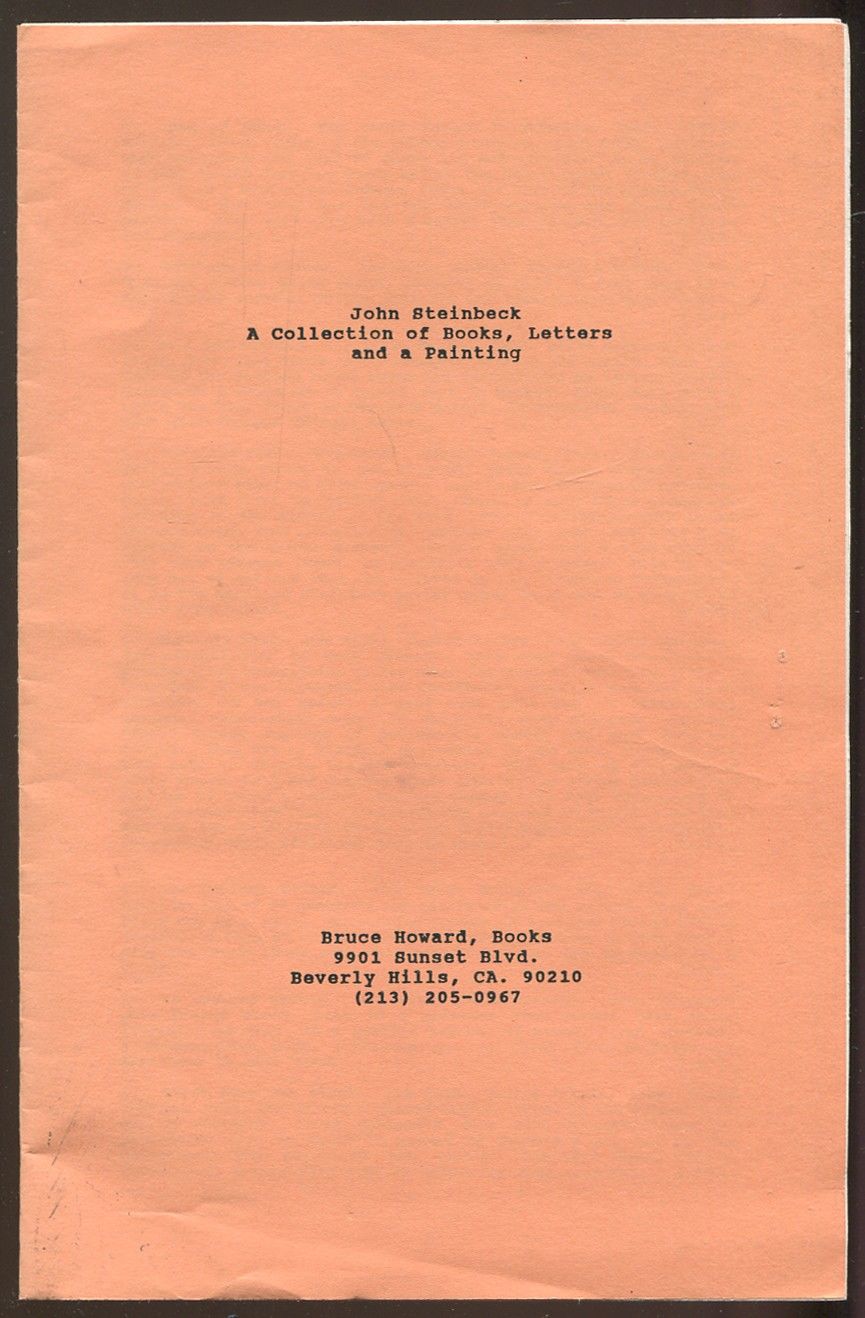 John Steinbeck
A Collection of Books, Letters
and a Painting
Bruce Howard, Books
9901 Sunset Blvd.
Beverly Hills, CA. 90210
(213) 205-0967